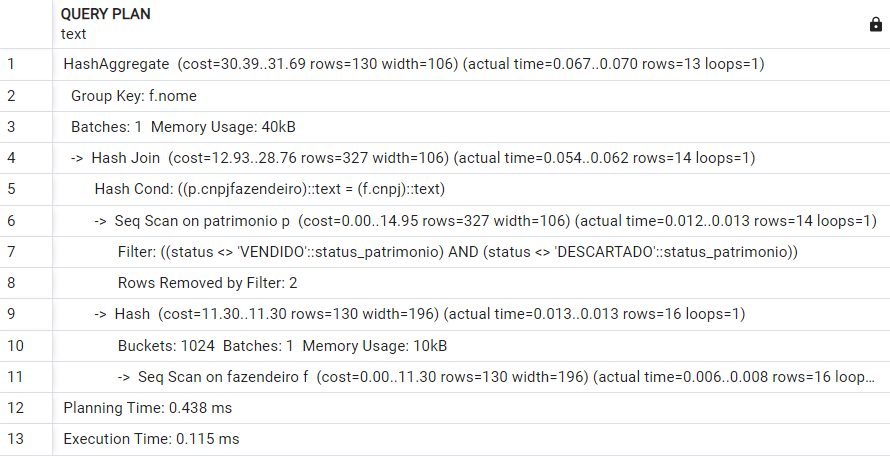 QUERY PLAN
text
1 HashAggregate (cost=30.39..31.69 rows=130 width=106) (actual time=0.067..0.070 rows=13 loops=1)
2 Group Key: f.nome
3 Batches: 1 Memory Usage: 40kB
4 -> Hash Join (cost=12.93..28.76 rows=327 width=106) (actual time=0.054..0.062 rows=14 loops=1)
5 Hash Cond: ((p.cnpjfazendeiro)::text = (f.cnpj)::text)
6 -> Seq Scan on patrimonio p (cost=0.00..14.95 rows=327 width=106) (actual time=0.012..0.013 rows=14 loops=1)
7 Filter: ((status <> 'VENDIDO'::status_patrimonio) AND (status <> 'DESCARTADO'::status_patrimonio))
8 Rows Removed by Filter: 2
9 -> Hash (cost=11.30..11.30 rows=130 width=196) (actual time=0.013..0.013 rows=16 loops=1)
10 Buckets: 1024 Batches: 1 Memory Usage: 10kB
11 -> Seq Scan on fazendeiro f (cost=0.00..11.30 rows=130 width=196) (actual time=0.006..0.008 rows=16 loop...
12 Planning Time: 0.438 ms
13 Execution Time: 0.115 ms